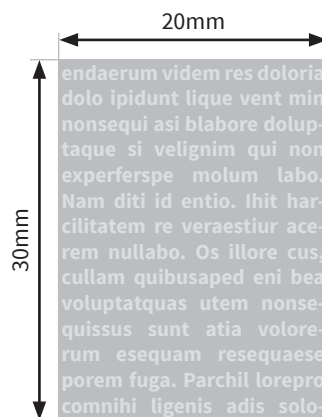 20mm
30mm
endaerum videm res doloria
dolo ipidunt lique vent min
nonsequi asi blabore dolup-
taque si velignim qui non
experferspe molum labo.
Nam diti id entio. Ihit har-
cilitatem re veraestiur ace-
rem nullabo. Os illore cus,
cullam quibusaped eni bea
voluptatquas utem nonse-
quissus sunt atia volore-
rum esequam resequaese
porem fuga. Parchil lorepro
comnihi ligenis adis solo-